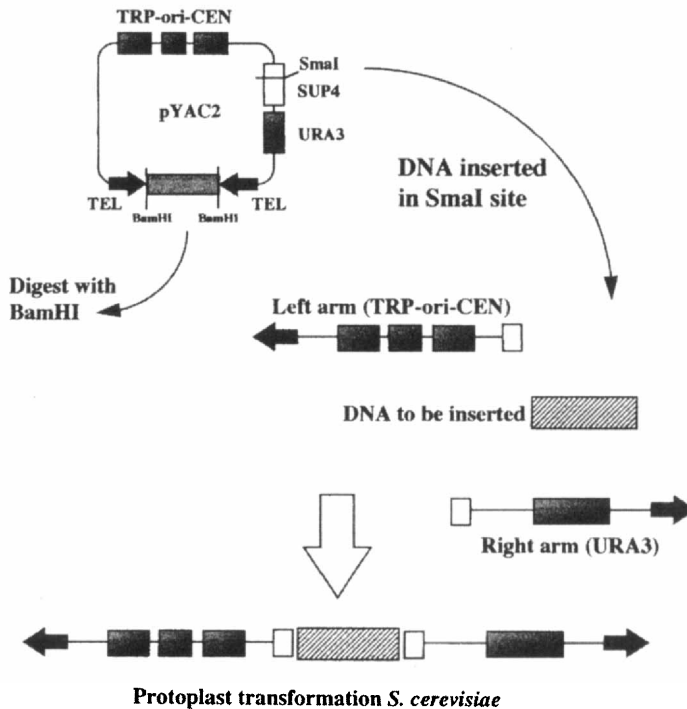 TRP-ori-CEN
SmaI
SUP4
pYAC2
URA3
TEL
TEL
BamHI
BamHI
DNA inserted
in SmaI site
Digest with
BamHI
Left arm (TRP-ori-CEN)
DNA to be inserted
Right arm (URA3)
Protoplast transformation S. cerevisiae